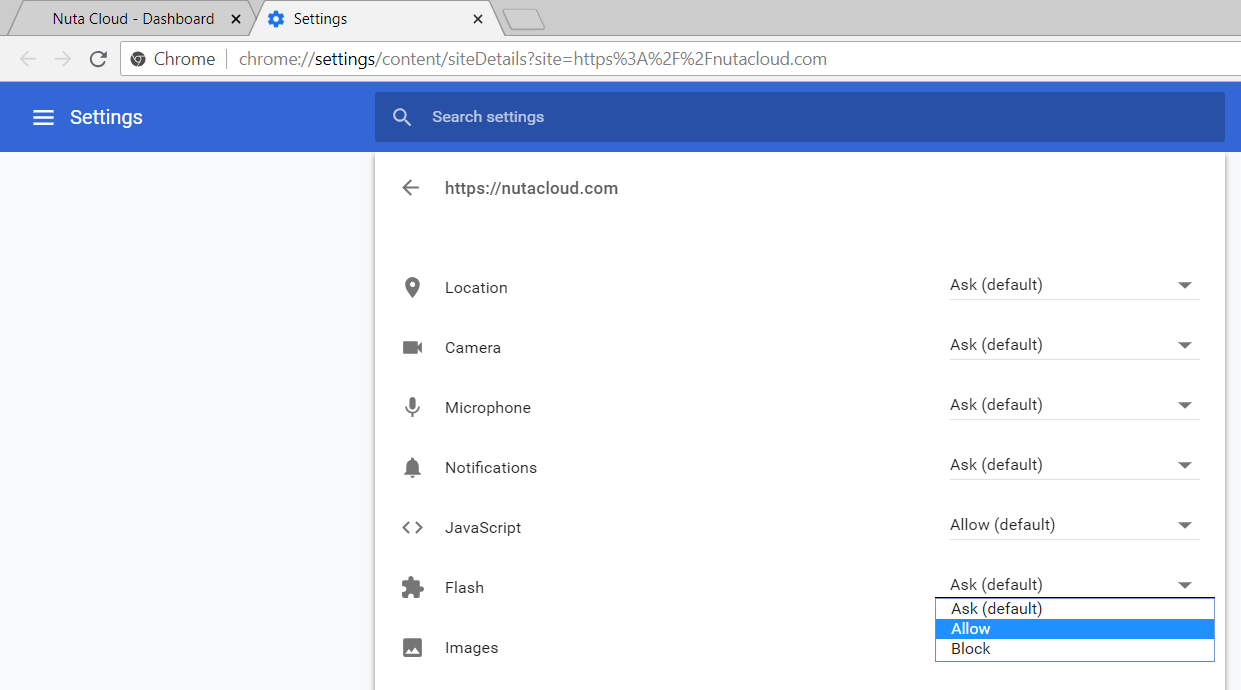 Nuta Cloud - Dashboard
Settings
Chrome
chrome://settings/content/siteDetails?site=https%3A%2F%2Fnutacloud.com
Settings
Search settings
https://nutacloud.com
Location
Ask (default)
Camera
Ask (default)
Microphone
Ask (default)
Notifications
Ask (default)
JavaScript
Allow (default)
Flash
Ask (default)
Ask (default)
Allow
Block
Images